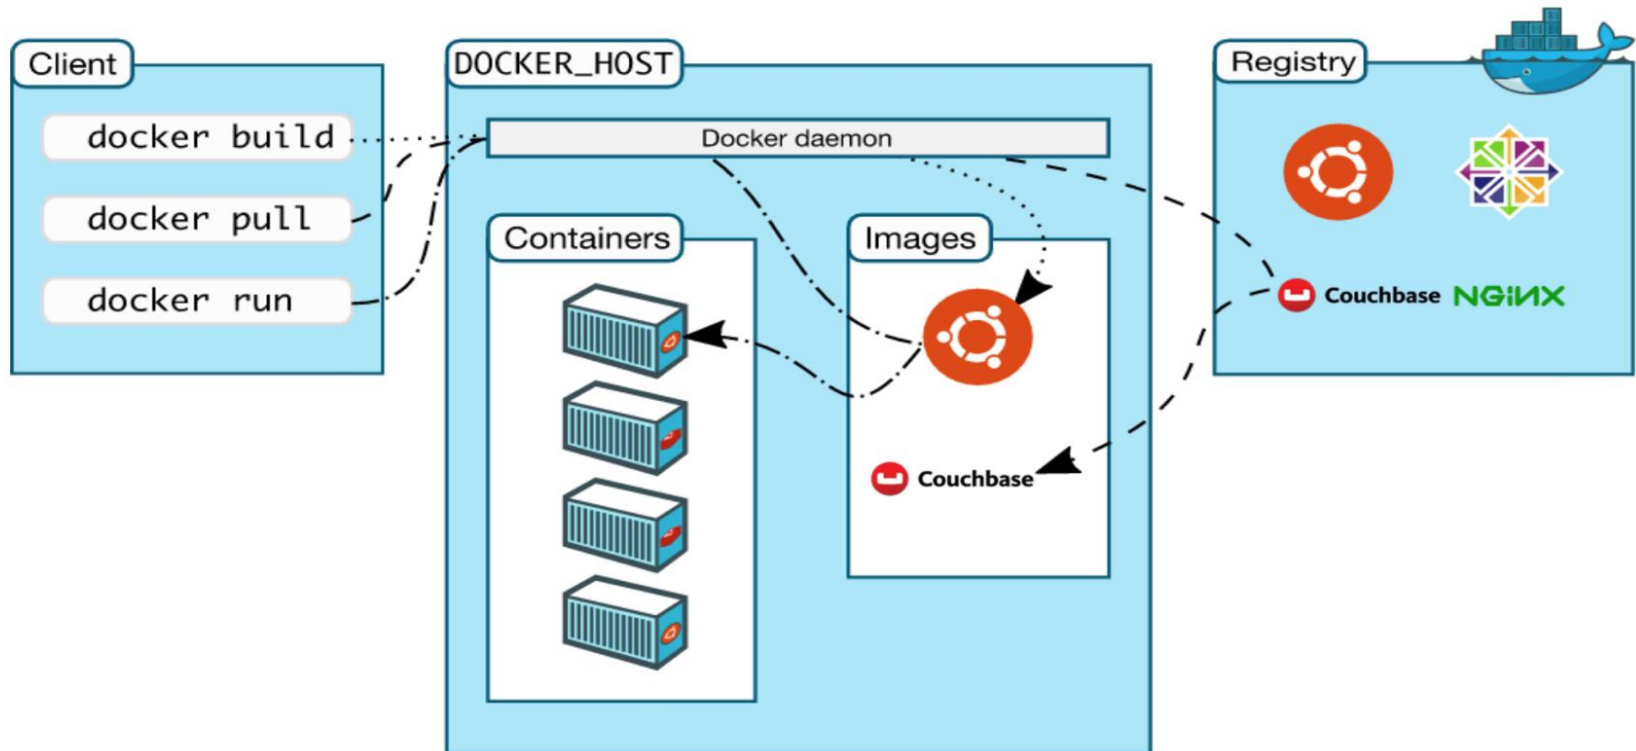 Client
docker build
docker pull
docker run
DOCKER_HOST
Docker daemon
Containers
Images
Couchbase
Registry
Couchbase
NGiNX